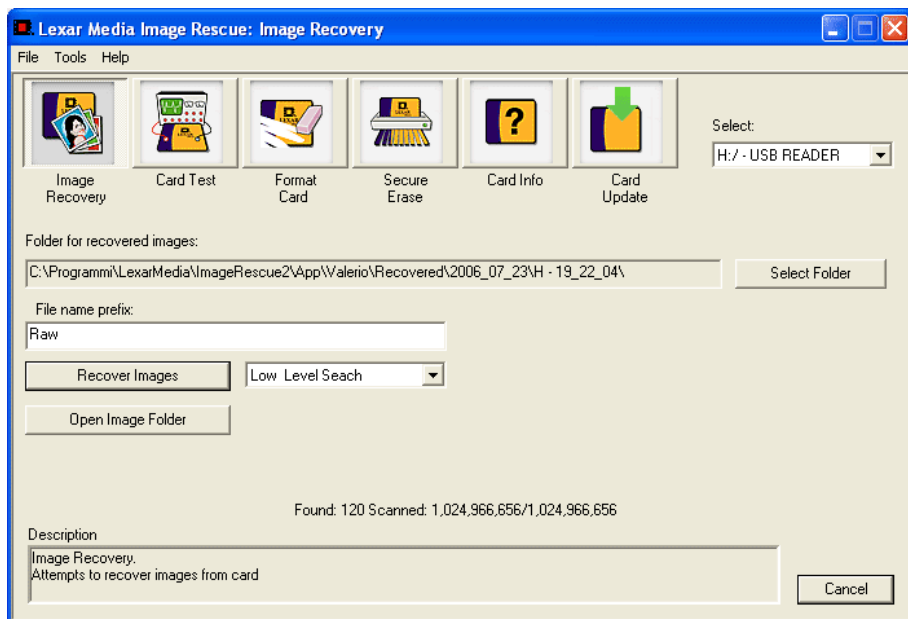 Lexar Media Image Rescue: Image Recovery
File Tools Help
Image
Recovery
Card Test
Format
Card
Secure
Erase
Card Info
Card
Update
Select:
H:/ - USB READER
Folder for recovered images:
C:\Programmi\LexarMedia\ImageRescue2\App\Valerio\Recovered\2006_07_23\H - 19_22_04\
Select Folder
File name prefix:
Raw
Recover Images
Low Level Seach
Open Image Folder
Found: 120 Scanned: 1,024,966,656/1,024,966,656
Description
Image Recovery.
Attempts to recover images from card
Cancel